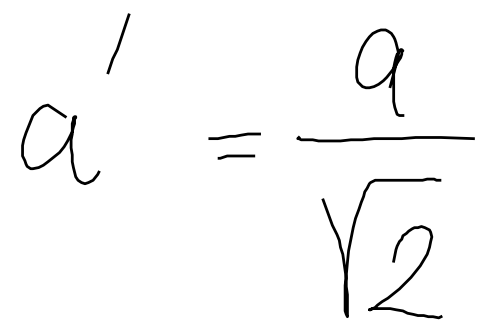 a' = a / √2